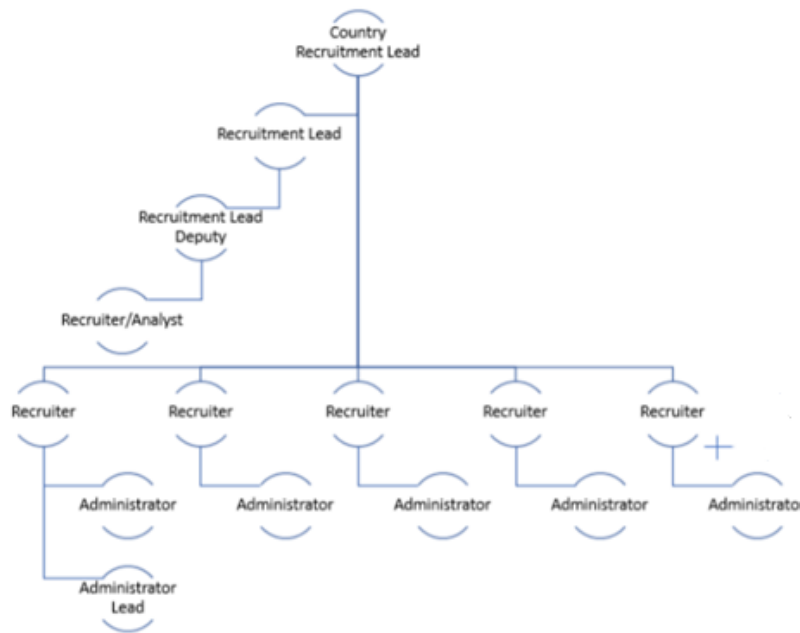 Country
Recruitment Lead
Recruitment Lead
Recruitment Lead
Deputy
Recruiter/Analyst
Recruiter
Recruiter
Recruiter
Recruiter
Recruiter
Administrator
Administrator
Administrator
Administrator
Administrato
Administrator
Lead